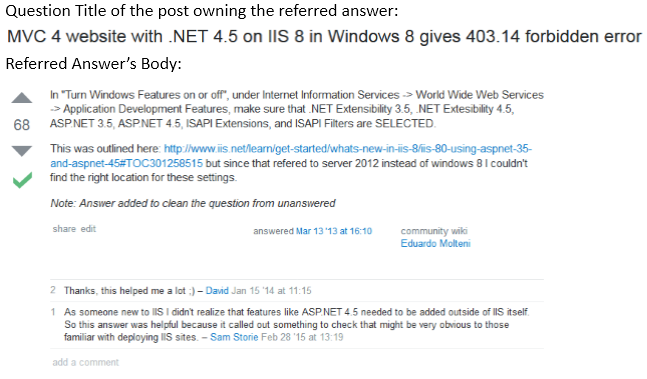 Question Title of the post owning the referred answer:
MVC 4 website with .NET 4.5 on IIS 8 in Windows 8 gives 403.14 forbidden error
Referred Answer's Body:
In "Turn Windows Features on or off", under Internet Information Services -> World Wide Web Services
-> Application Development Features, make sure that .NET Extensibility 3.5, .NET Extesibility 4.5,
68 ASP.NET 3.5, ASP.NET 4.5, ISAPI Extensions, and ISAPI Filters are SELECTED.
This was outlined here: http://www.iis.net/learn/get-started/whats-new-in-iis-8/iis-80-using-aspnet-35-
and-aspnet-45#TOC301258515 but since that refered to server 2012 instead of windows 8 I couldn't
find the right location for these settings.
Note: Answer added to clean the question from unanswered
share edit answered Mar 13 '13 at 16:10 community wiki
Eduardo Molteni
2 Thanks, this helped me a lot ;) – David Jan 15 '14 at 11:15
1 As someone new to IIS I didn't realize that features like ASP.NET 4.5 needed to be added outside of IIS itself.
So this answer was helpful because it called out something to check that might be very obvious to those
familiar with deploying IIS sites. – Sam Storie Feb 28 '15 at 13:19
add a comment